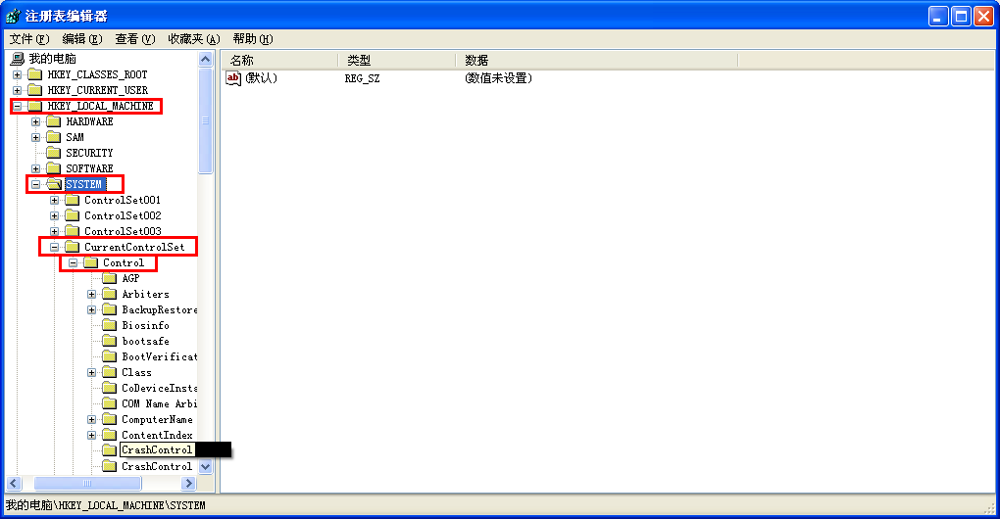 注册表编辑器
文件(F) 编辑(E) 查看(V) 收藏夹(A) 帮助(H)
我的电脑
HKEY_CLASSES_ROOT
HKEY_CURRENT_USER
HKEY_LOCAL_MACHINE
HARDWARE
SAM
SECURITY
SOFTWARE
SYSTEM
ControlSet001
ControlSet002
ControlSet003
CurrentControlSet
Control
AGP
Arbiters
BackupRestore
Biosinfo
bootsafe
BootVerificat
Class
CoDeviceInsta
COM Name Arbi
ComputerName
ContentIndex
CrashControl
CrashControl
名称 类型 数据
ab (默认) REG_SZ (数值未设置)
我的电脑\HKEY_LOCAL_MACHINE\SYSTEM